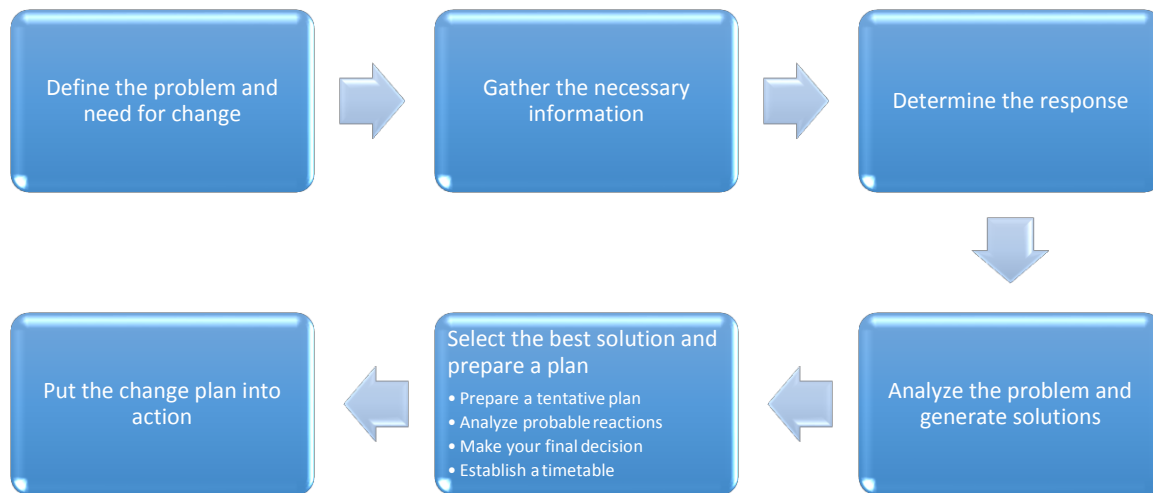 Define the problem and
need for change
Gather the necessary
information
Determine the response
Analyze the problem and
generate solutions
Select the best solution and
prepare a plan
• Prepare a tentative plan
• Analyze probable reactions
• Make your final decision
• Establish a timetable
Put the change plan into
action